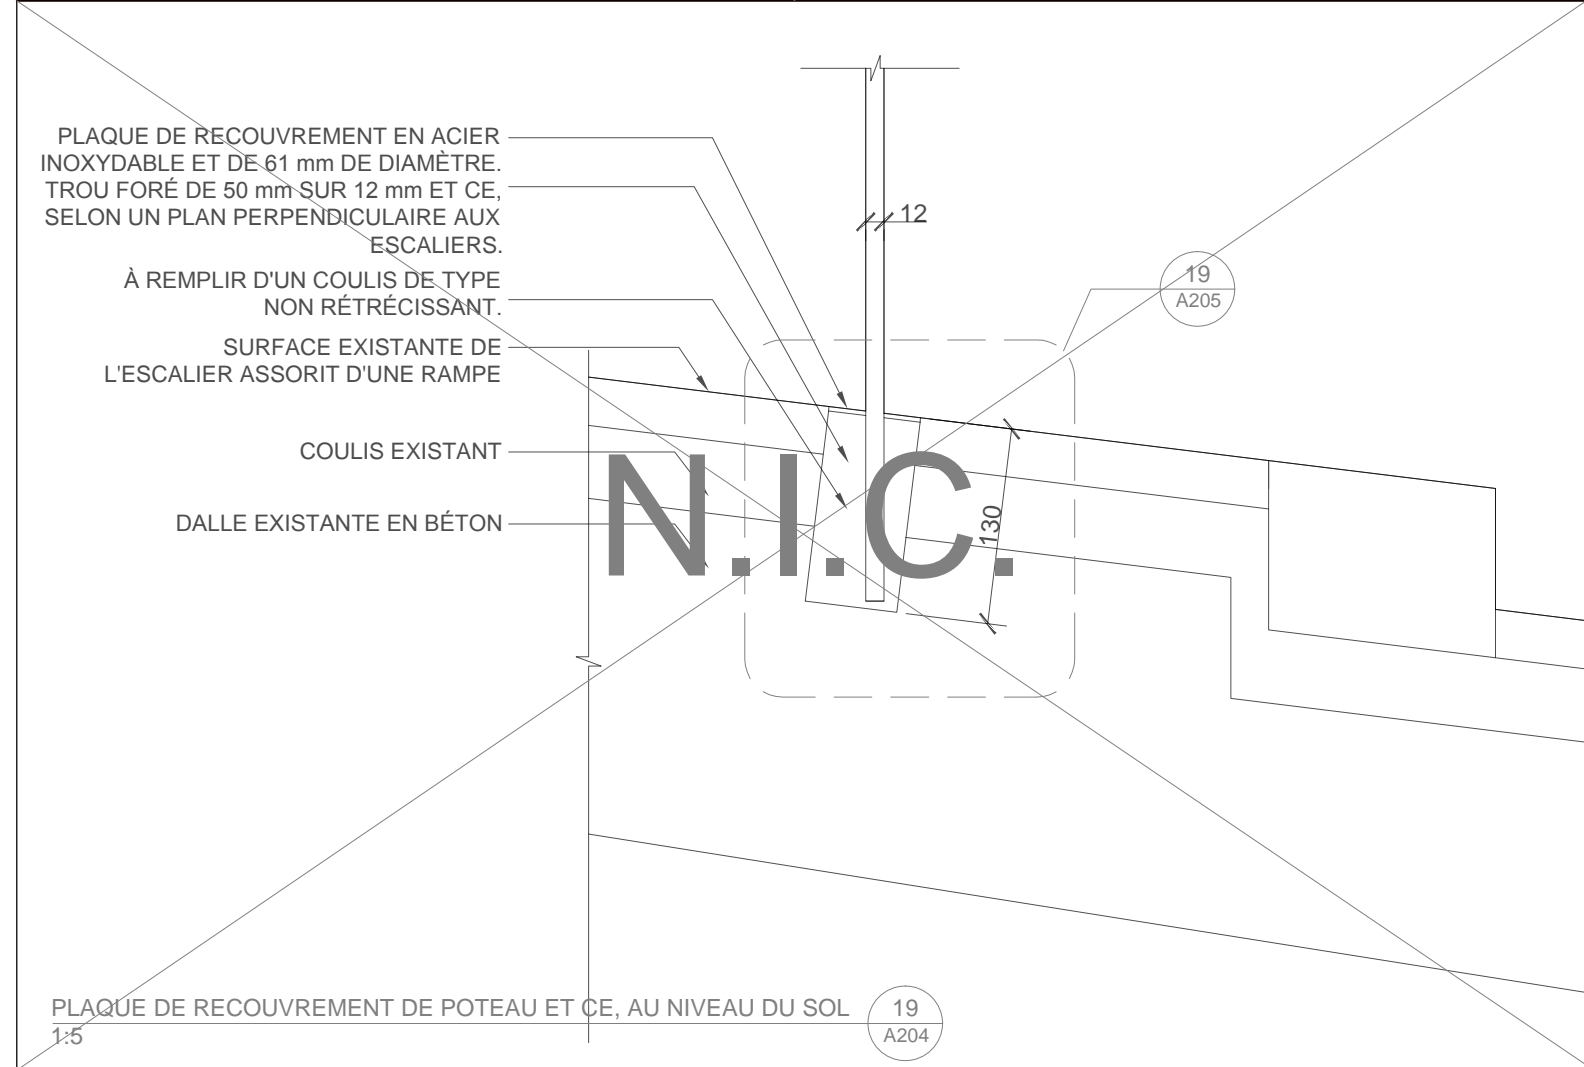 PLAQUE DE RECOUVREMENT EN ACIER
INOXYDABLE ET DE 61 mm DE DIAMÈTRE.
TROU FORÉ DE 50 mm SUR 12 mm ET CE,
SELON UN PLAN PERPENDICULAIRE AUX
ESCALIERS.
À REMPLIR D'UN COULIS DE TYPE
NON RÉTRÉCISSANT.
SURFACE EXISTANTE DE
L'ESCALIER ASSORIT D'UNE RAMPE
COULIS EXISTANT
DALLE EXISTANTE EN BÉTON
12
19
A205
130
N.I.C.
PLAQUE DE RECOUVREMENT DE POTEAU ET CE, AU NIVEAU DU SOL
1:5
19
A204